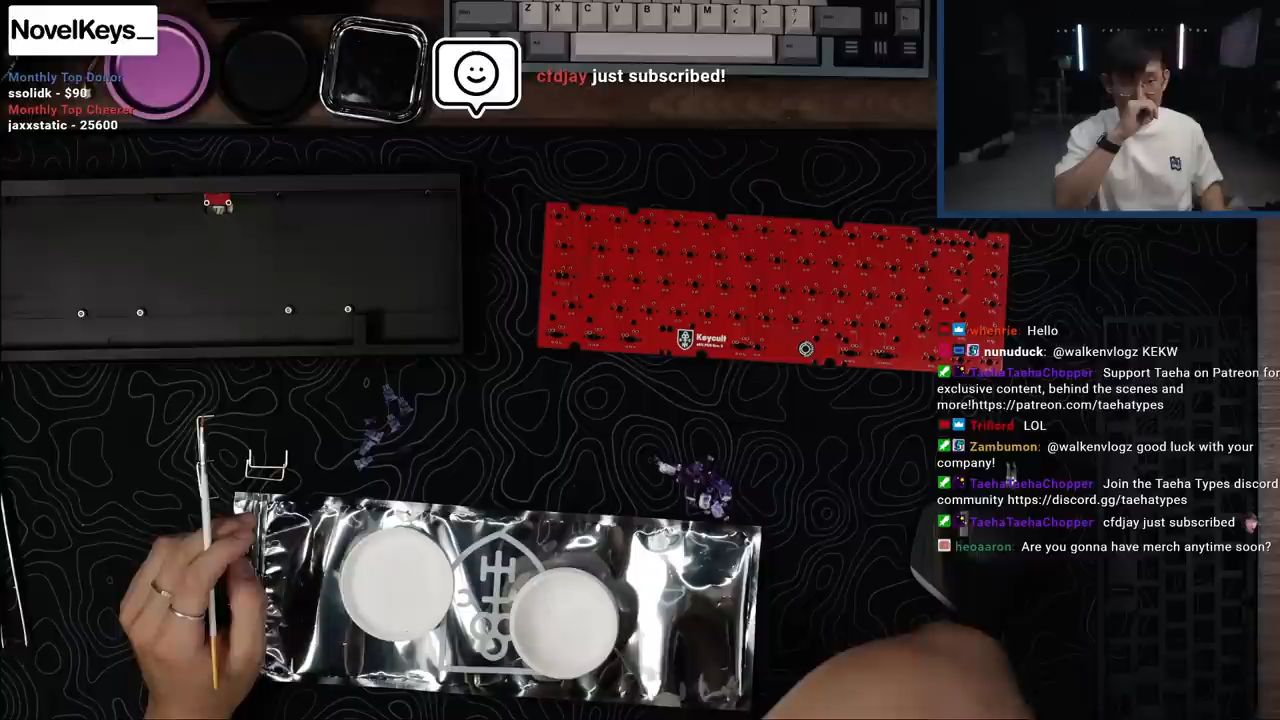 NovelKeys_
Monthly Top Donor
ssolidk - $90
Monthly Top Cheerer
jaxxstatic - 25600
Z X C V B N M < > ?
, . /
cfdjay just subscribed!
Keycult
whenrie: Hello
nunuduck: @walkenvlogz KEKW
TaehaTaehaChopper Support Taeha on Patreon for
exclusive content, behind the scenes and
more!https://patreon.com/taehatypes
Triflord LOL
Zambumon: @walkenvlogz good luck with your
company!
TaehaTaehaChopper Join the Taeha Types discord
community https://discord.gg/taehatypes
TaehaTaehaChopper cfdjay just subscribed
heoaaron: Are you gonna have merch anytime soon?